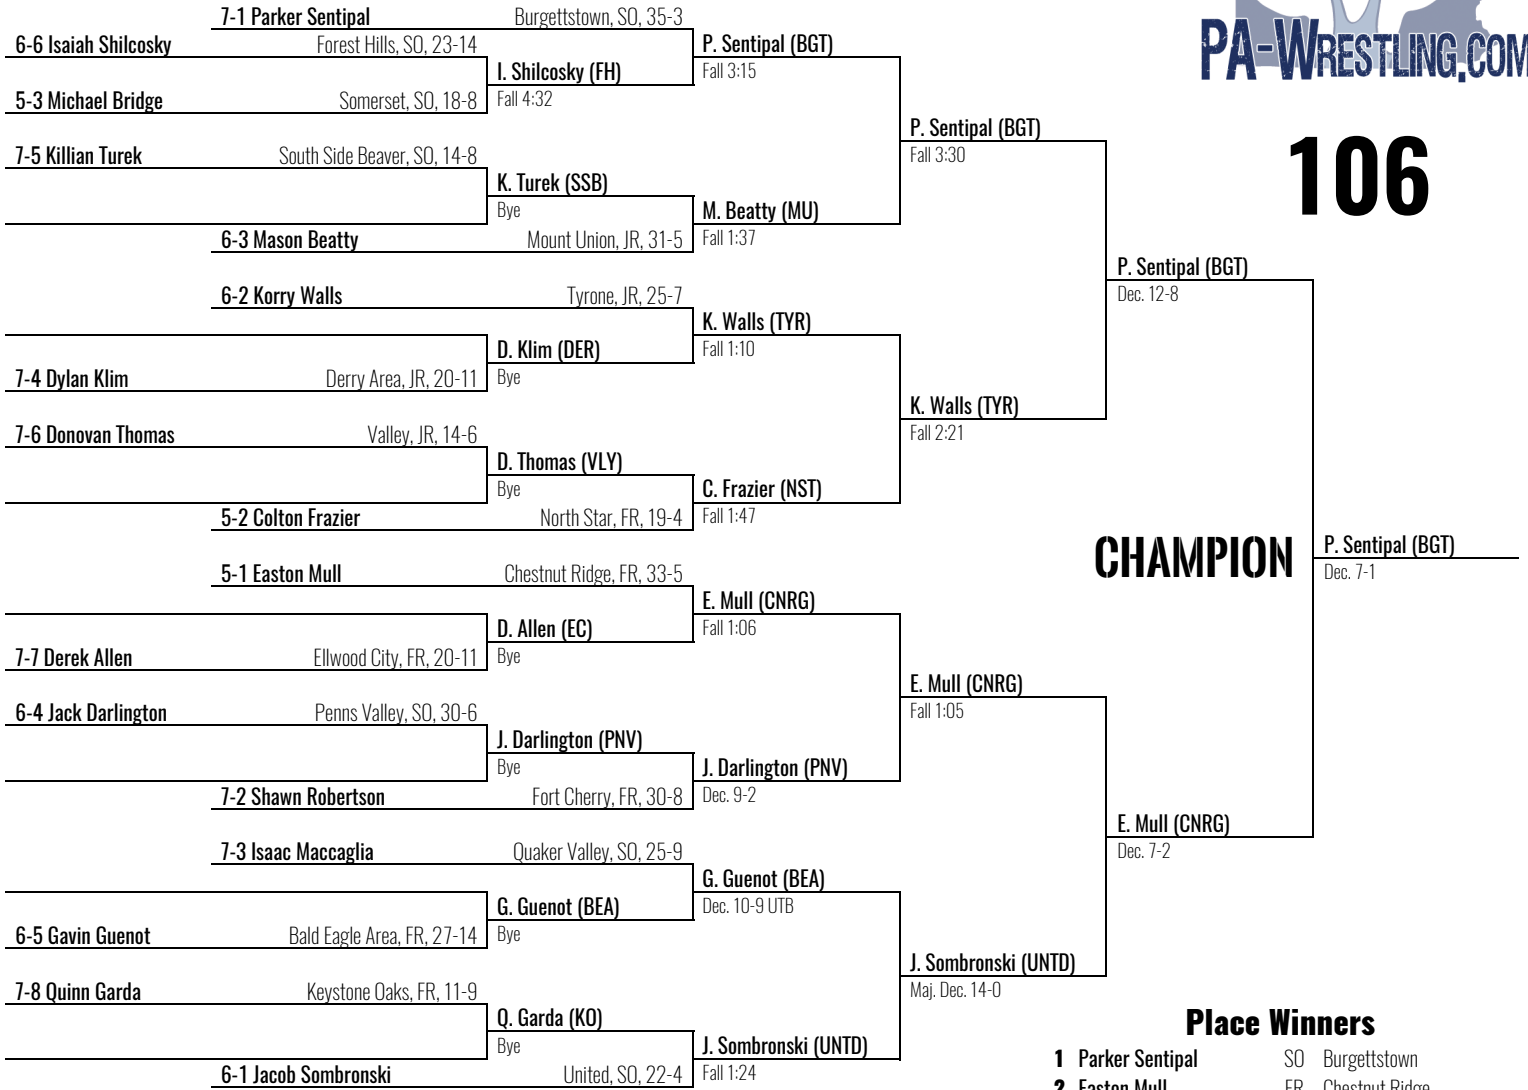 7-1 Parker Sentipal Burgettstown, SO, 35-3
6-6 Isaiah Shilcosky Forest Hills, SO, 23-14
P. Sentipal (BGT)
Fall 3:15
I. Shilcosky (FH)
Fall 4:32
5-3 Michael Bridge Somerset, SO, 18-8
P. Sentipal (BGT)
Fall 3:30
7-5 Killian Turek South Side Beaver, SO, 14-8
K. Turek (SSB)
Bye
M. Beatty (MU)
Fall 1:37
6-3 Mason Beatty Mount Union, JR, 31-5
P. Sentipal (BGT)
Dec. 12-8
6-2 Korry Walls Tyrone, JR, 25-7
K. Walls (TYR)
Fall 1:10
D. Klim (DER)
Bye
7-4 Dylan Klim Derry Area, JR, 20-11
K. Walls (TYR)
Fall 2:21
7-6 Donovan Thomas Valley, JR, 14-6
D. Thomas (VLY)
Bye
C. Frazier (NST)
Fall 1:47
5-2 Colton Frazier North Star, FR, 19-4
CHAMPION
P. Sentipal (BGT)
Dec. 7-1
5-1 Easton Mull Chestnut Ridge, FR, 33-5
E. Mull (CNRG)
Fall 1:06
D. Allen (EC)
Bye
7-7 Derek Allen Ellwood City, FR, 20-11
E. Mull (CNRG)
Fall 1:05
6-4 Jack Darlington Penns Valley, SO, 30-6
J. Darlington (PNV)
Bye
J. Darlington (PNV)
Dec. 9-2
7-2 Shawn Robertson Fort Cherry, FR, 30-8
E. Mull (CNRG)
Dec. 7-2
7-3 Isaac Maccaglia Quaker Valley, SO, 25-9
G. Guenot (BEA)
Dec. 10-9 UTB
G. Guenot (BEA)
Bye
6-5 Gavin Guenot Bald Eagle Area, FR, 27-14
J. Sombronski (UNTD)
Maj. Dec. 14-0
7-8 Quinn Garda Keystone Oaks, FR, 11-9
Q. Garda (KO)
Bye
J. Sombronski (UNTD)
Fall 1:24
6-1 Jacob Sombronski United, SO, 22-4
PA-WRESTLING.COM
106
Place Winners
1 Parker Sentipal SO Burgettstown
2 Easton Mull FR Chestnut Ridge